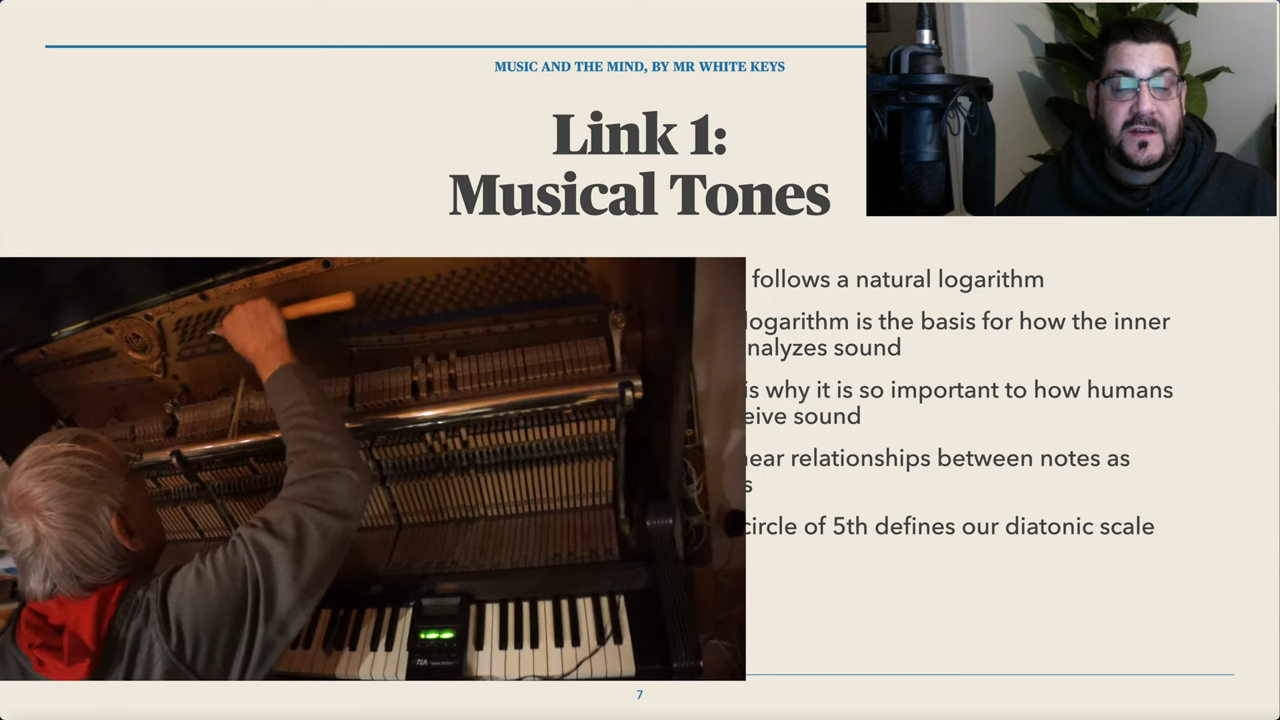 MUSIC AND THE MIND, BY MR WHITE KEYS
Link 1:
Musical Tones
follows a natural logarithm
logarithm is the basis for how the inner
nalyzes sound
is why it is so important to how humans
eive sound
near relationships between notes as
s
circle of 5th defines our diatonic scale
7